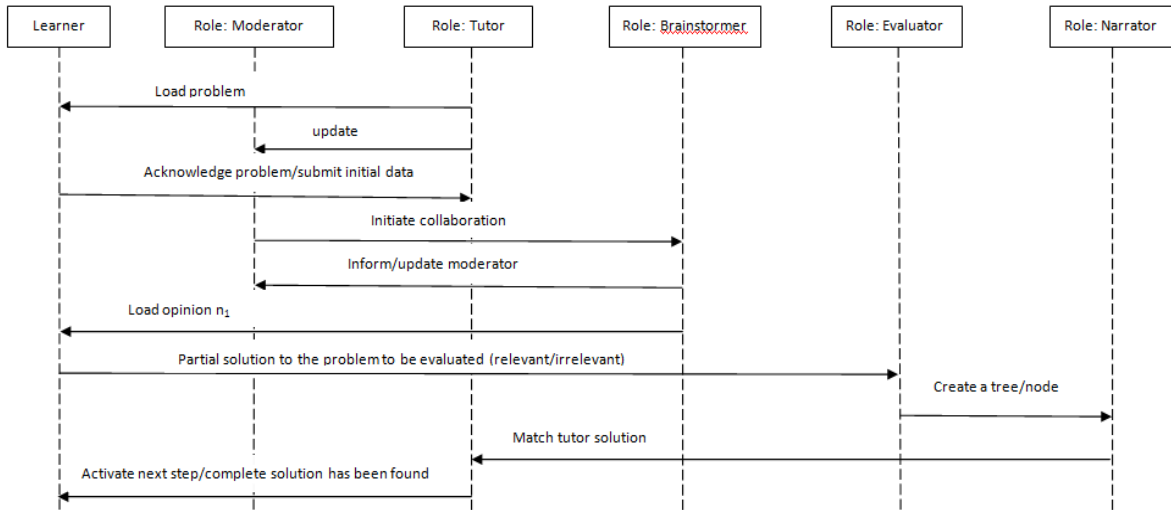 Learner
Role: Moderator
Role: Tutor
Role: Brainstormer
Role: Evaluator
Role: Narrator
Load problem
update
Acknowledge problem/submit initial data
Initiate collaboration
Inform/update moderator
Load opinion n₁
Partial solution to the problem to be evaluated (relevant/irrelevant)
Create a tree/node
Match tutor solution
Activate next step/complete solution has been found